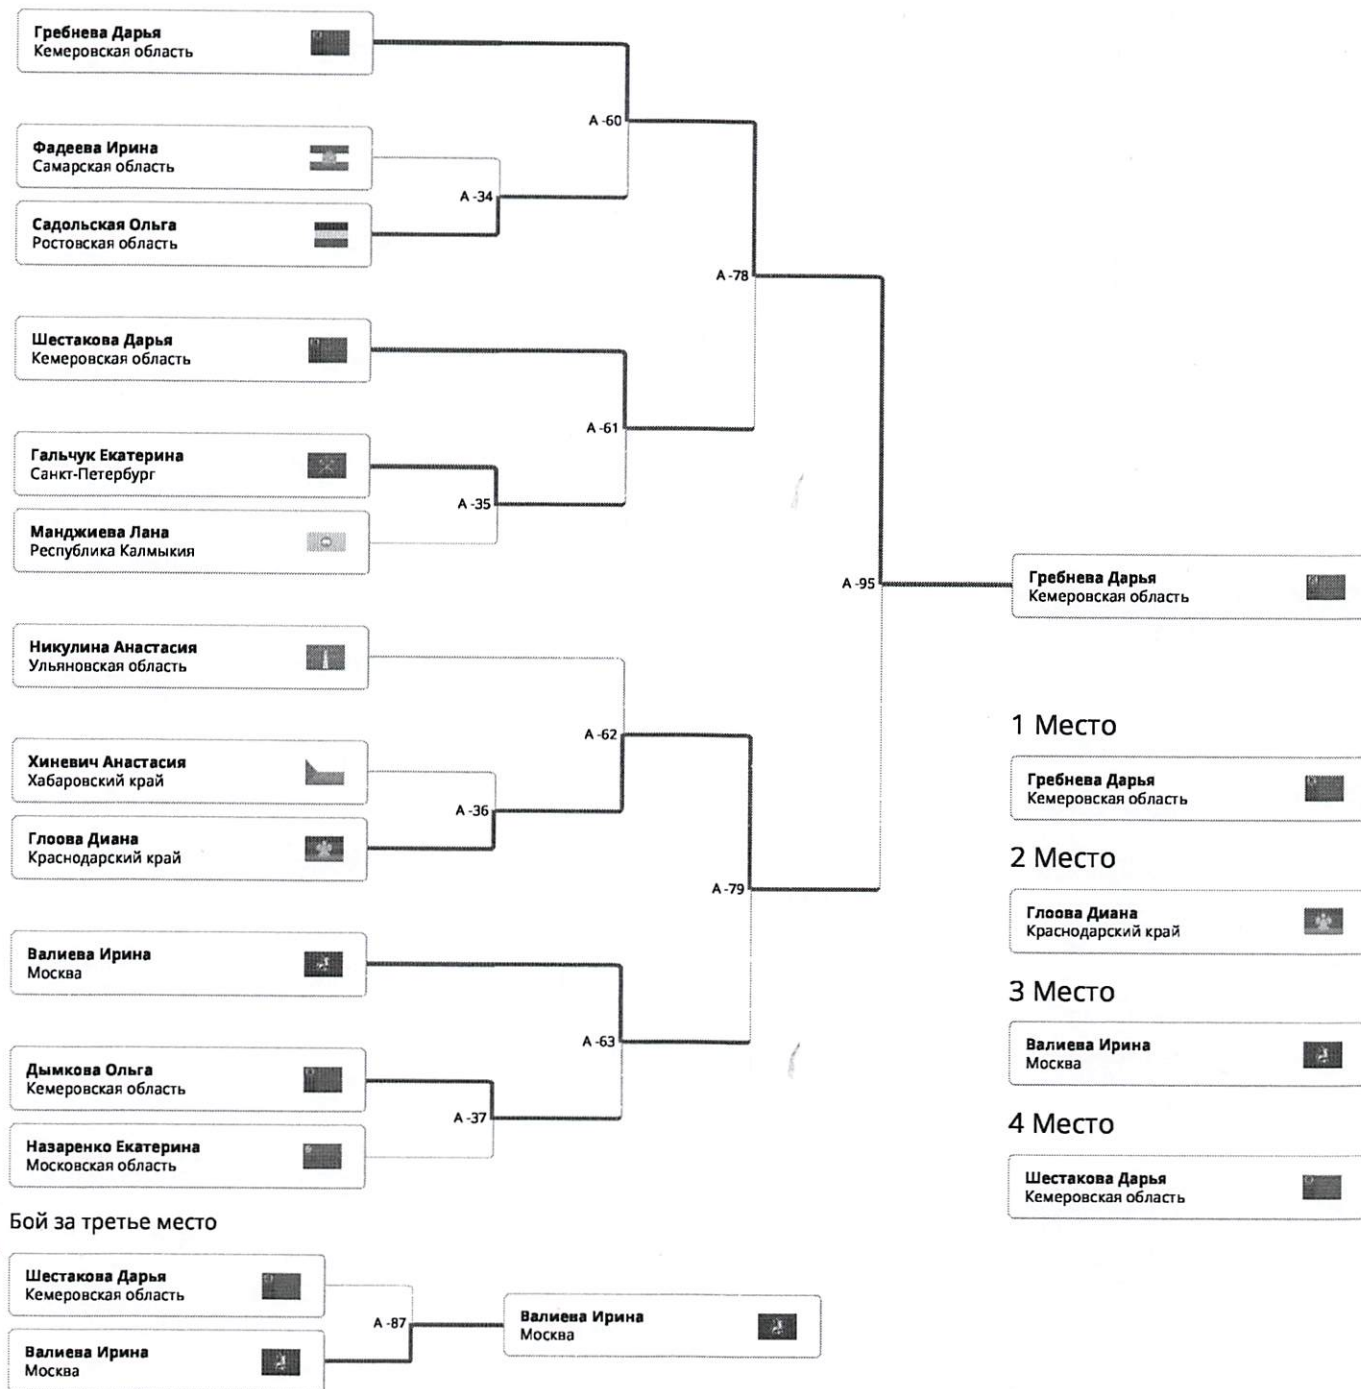 Гребнева Дарья
Кемеровская область
A -60
Фадеева Ирина
Самарская область
A -34
Садольская Ольга
Ростовская область
A -78
Шестакова Дарья
Кемеровская область
A -61
Гальчук Екатерина
Санкт-Петербург
A -35
Манджиева Лана
Республика Калмыкия
A -95
Гребнева Дарья
Кемеровская область
Никулина Анастасия
Ульяновская область
A -62
Хиневич Анастасия
Хабаровский край
A -36
Глоова Диана
Краснодарский край
A -79
Валиева Ирина
Москва
A -63
Дымкова Ольга
Кемеровская область
A -37
Назаренко Екатерина
Московская область
1 Место
Гребнева Дарья
Кемеровская область
2 Место
Глоова Диана
Краснодарский край
3 Место
Валиева Ирина
Москва
4 Место
Шестакова Дарья
Кемеровская область
Бой за третье место
Шестакова Дарья
Кемеровская область
A -87
Валиева Ирина
Москва
Валиева Ирина
Москва